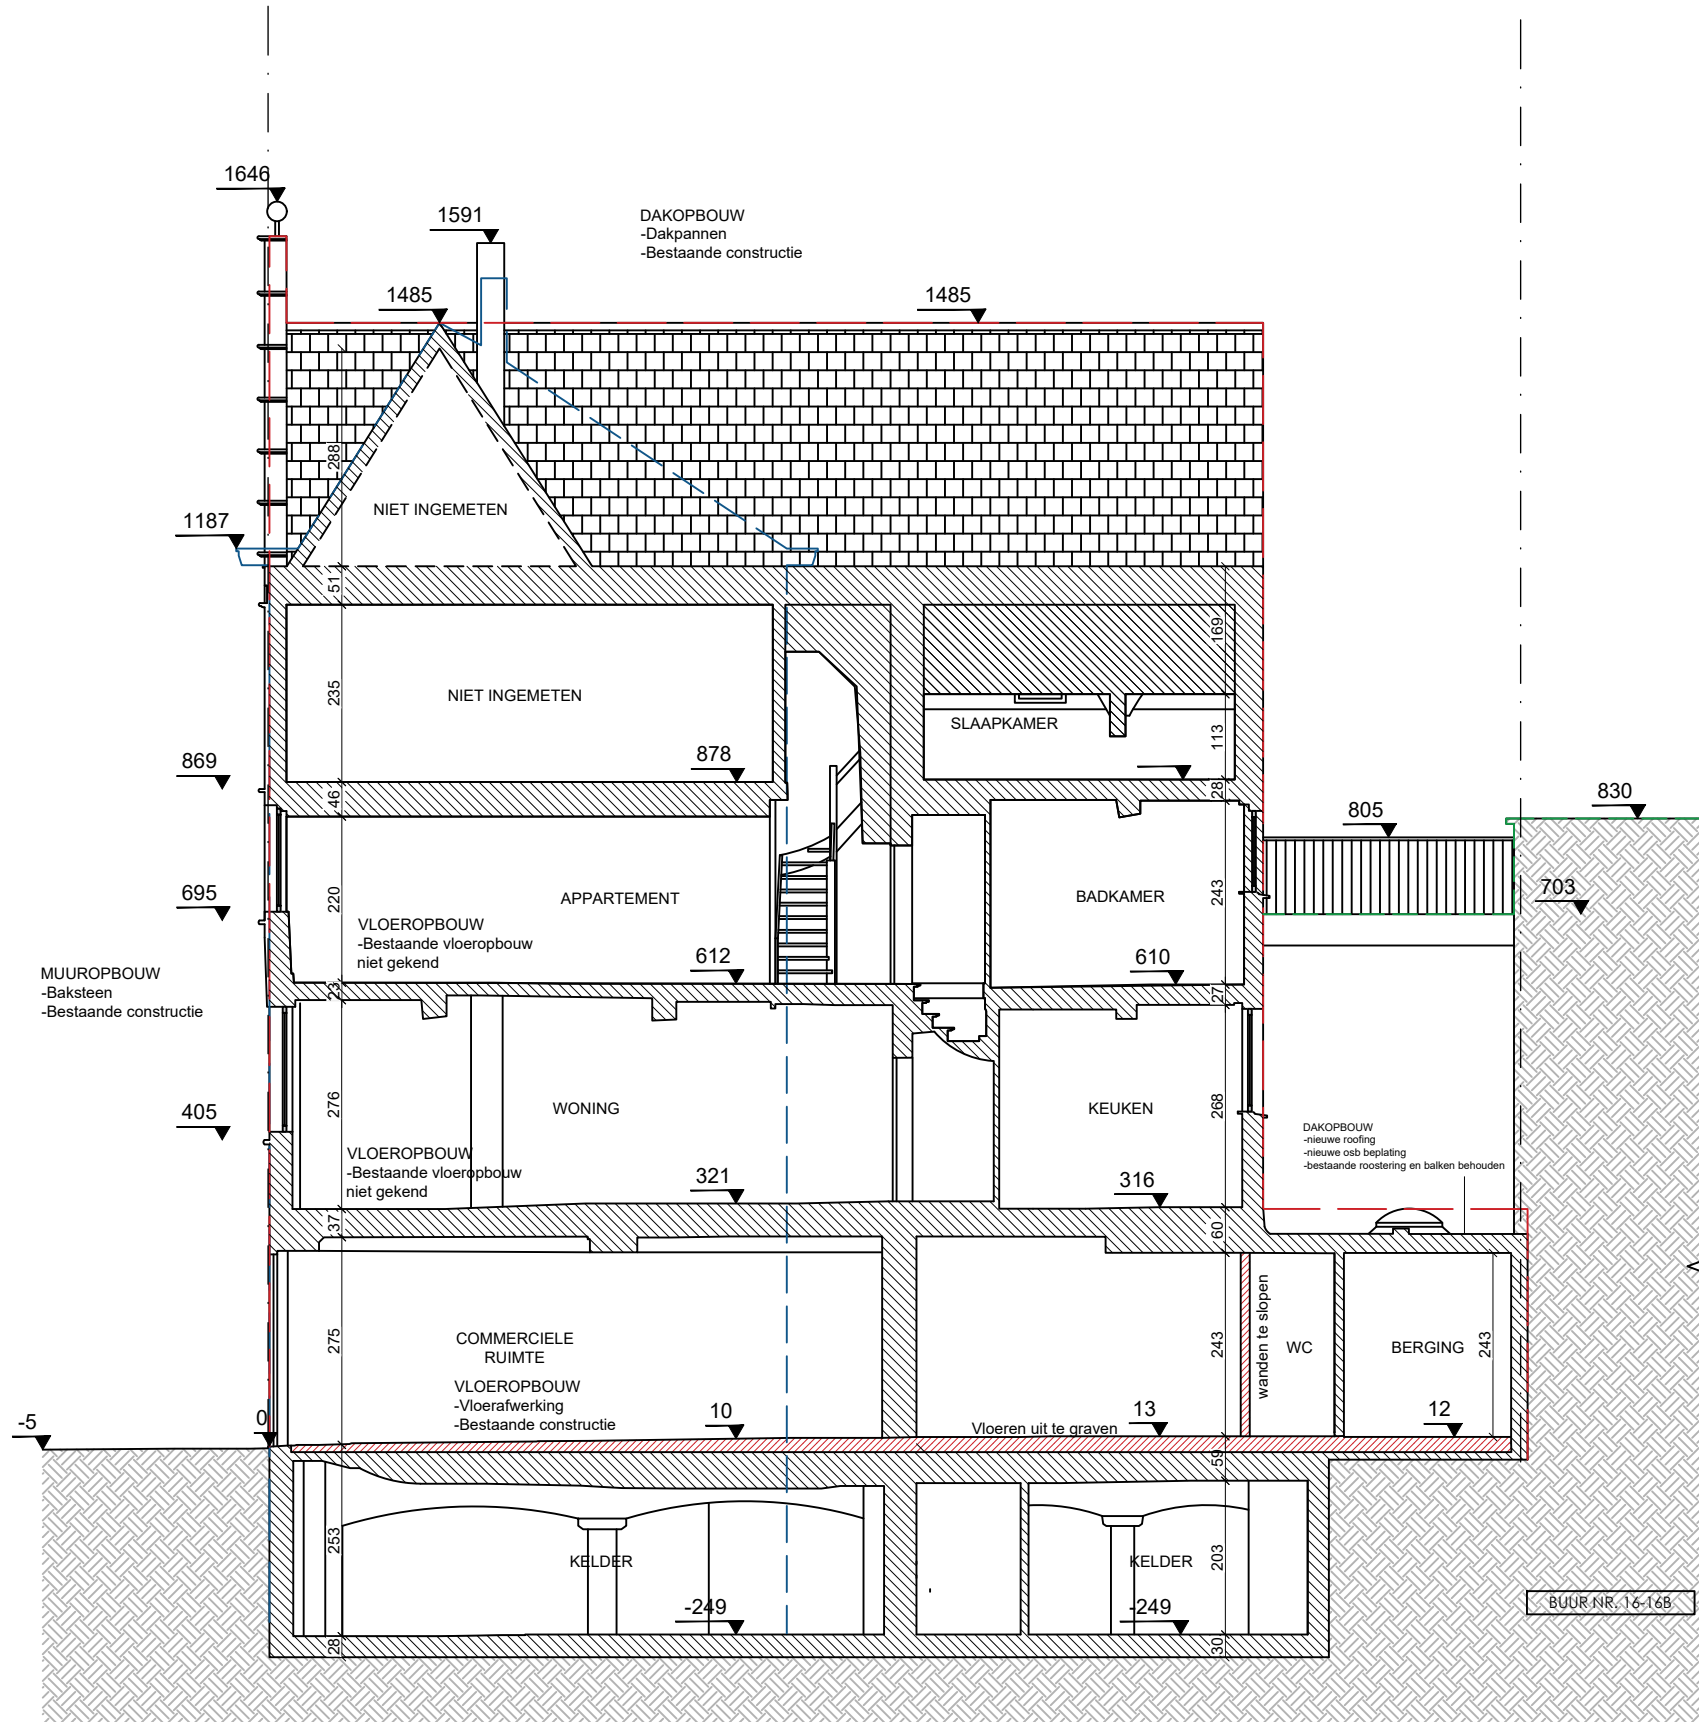 1646
1591
DAKOPBOUW
-Dakpannen
-Bestaande constructie
1485
1485
288
NIET INGEMETEN
1187
51
169
235
NIET INGEMETEN
SLAAPKAMER
113
869
878
46
28
830
805
695
220
APPARTEMENT
BADKAMER
243
703
VLOEROPBOUW
-Bestaande vloeropbouw
niet gekend
612
610
MUUROPBOUW
-Baksteen
-Bestaande constructie
23
27
405
276
WONING
KEUKEN
268
DAKOPBOUW
-nieuwe roofing
-nieuwe osb beplating
-bestaande roostering en balken behouden
VLOEROPBOUW
-Bestaande vloeropbouw
niet gekend
321
316
37
60
275
COMMERCIELE
RUIMTE
243
wanden te slopen
WC
BERGING
243
VLOEROPBOUW
-Vloerafwerking
-Bestaande constructie
-5
0
10
Vloeren uit te graven
13
12
59
253
KELDER
KELDER
203
-249
-249
BUUR NR. 16-16B
28
30